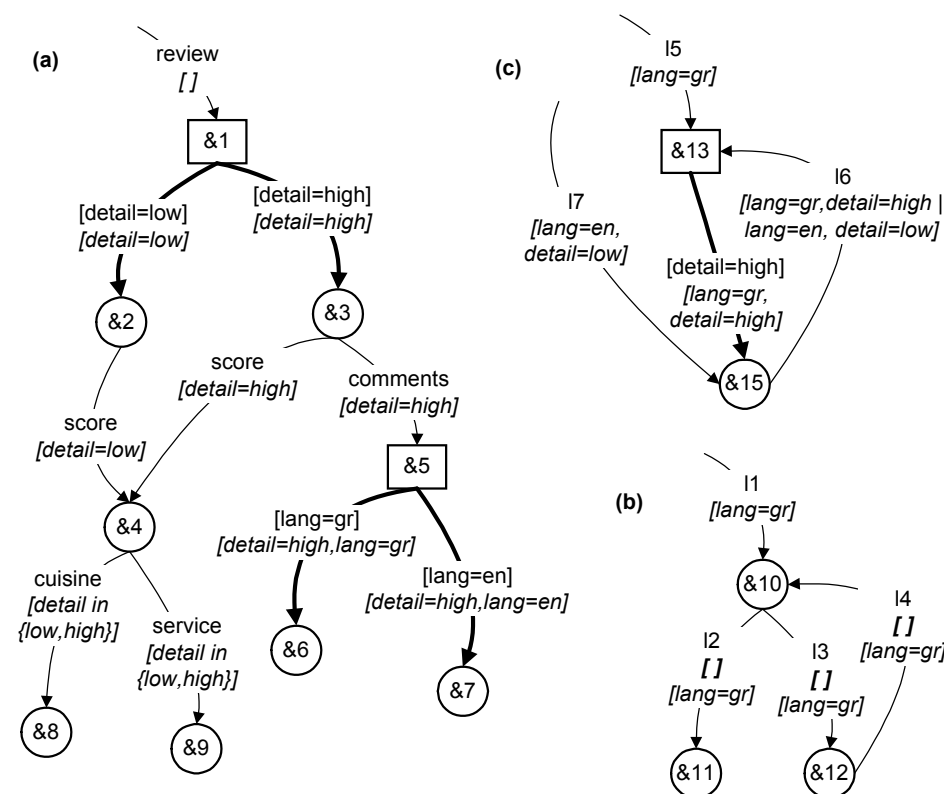 (a)
review
[ ]
&1
[detail=low]
[detail=low]
[detail=high]
[detail=high]
&2
&3
score
[detail=low]
score
[detail=high]
comments
[detail=high]
&4
&5
cuisine
[detail in
{low,high}]
service
[detail in
{low,high}]
[lang=gr]
[detail=high,lang=gr]
[lang=en]
[detail=high,lang=en]
&8
&9
&6
&7
(c)
l5
[lang=gr]
&13
l7
[lang=en,
detail=low]
l6
[lang=gr,detail=high |
lang=en, detail=low]
[detail=high]
[lang=gr,
detail=high]
&15
(b)
l1
[lang=gr]
&10
l2
[ ]
[lang=gr]
l3
[ ]
[lang=gr]
l4
[ ]
[lang=gr]
&11
&12